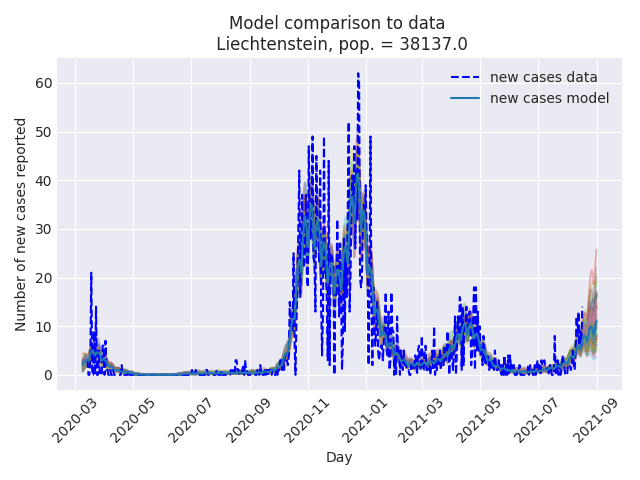 Model comparison to data
Liechtenstein, pop. = 38137.0
new cases data
new cases model
Number of new cases reported
60
50
40
30
20
10
0
2020-03
2020-05
2020-07
2020-09
2020-11
2021-01
2021-03
2021-05
2021-07
2021-09
Day